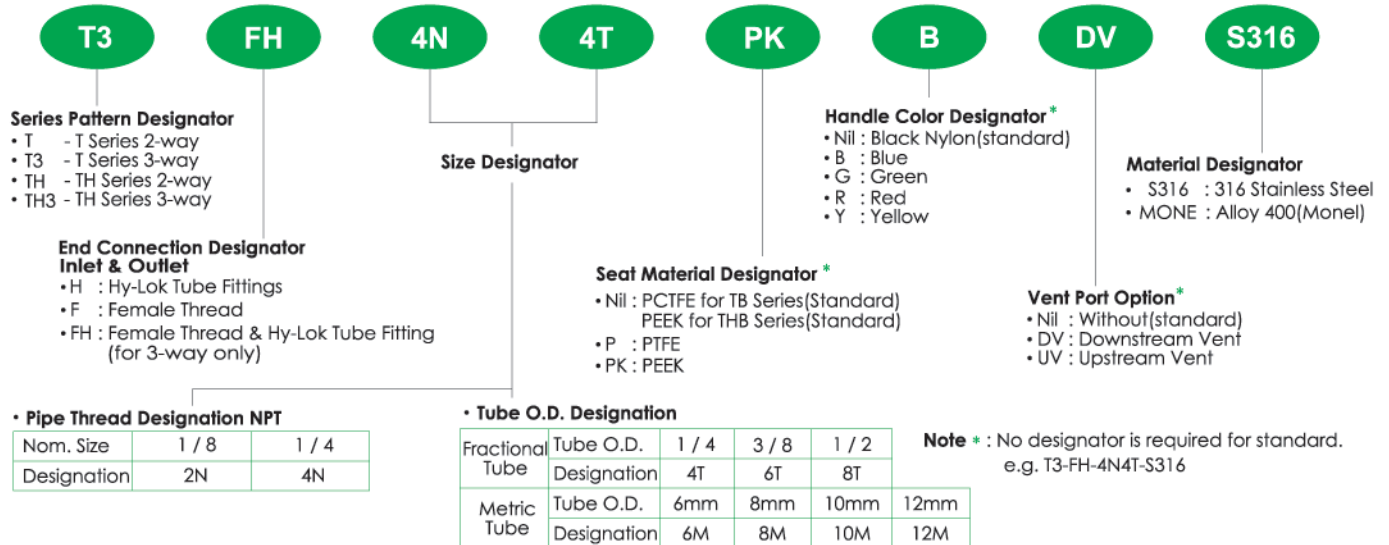 T3 FH 4N 4T PK B DV S316
Series Pattern Designator
• T - T Series 2-way
• T3 - T Series 3-way
• TH - TH Series 2-way
• TH3 - TH Series 3-way
End Connection Designator
Inlet & Outlet
• H : Hy-Lok Tube Fittings
• F : Female Thread
• FH : Female Thread & Hy-Lok Tube Fitting
(for 3-way only)
Size Designator
• Pipe Thread Designation NPT
Nom. Size 1 / 8 1 / 4
Designation 2N 4N
• Tube O.D. Designation
Fractional Tube Tube O.D. 1 / 4 3 / 8 1 / 2
Designation 4T 6T 8T
Metric Tube Tube O.D. 6mm 8mm 10mm 12mm
Designation 6M 8M 10M 12M
Seat Material Designator *
• Nil : PCTFE for TB Series(Standard)
PEEK for THB Series(Standard)
• P : PTFE
• PK : PEEK
Handle Color Designator *
• Nil : Black Nylon(standard)
• B : Blue
• G : Green
• R : Red
• Y : Yellow
Vent Port Option*
• Nil : Without(standard)
• DV : Downstream Vent
• UV : Upstream Vent
Material Designator
• S316 : 316 Stainless Steel
• MONE : Alloy 400(Monel)
Note * : No designator is required for standard.
e.g. T3-FH-4N4T-S316